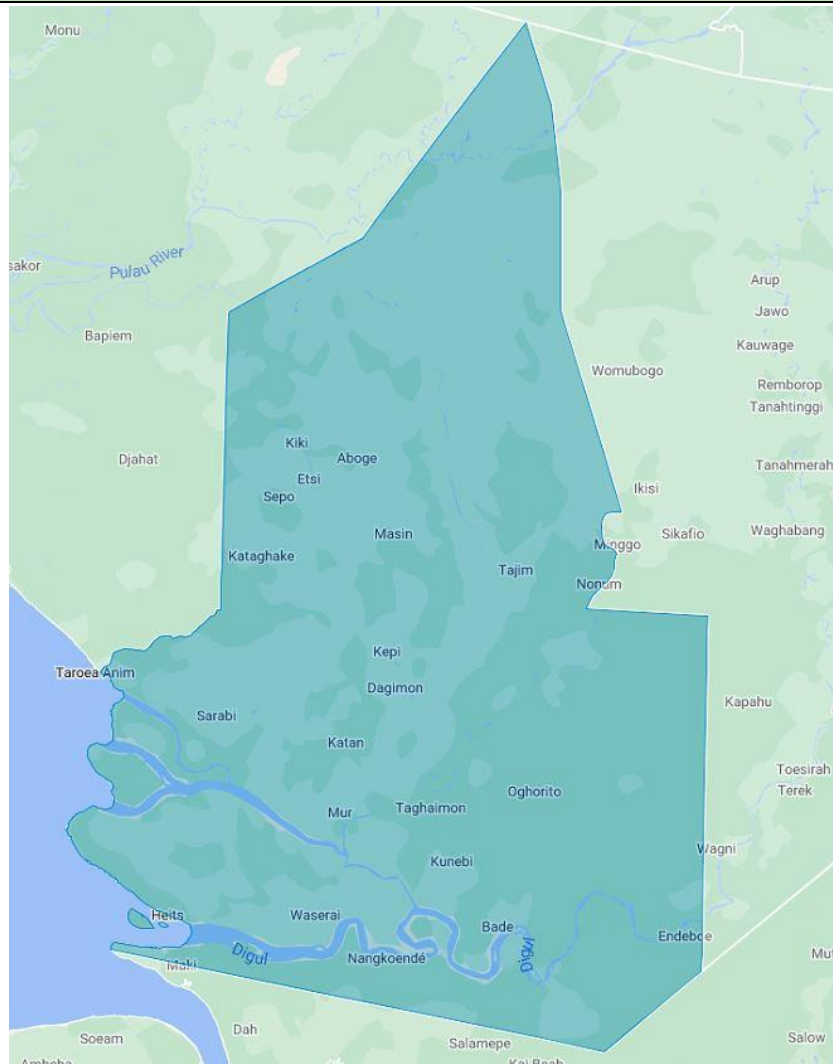 Monu
Pulau River
sakor
Arup
Jawo
Bapiem
Kauwage
Womubogo
Remborop
Tanahtinggi
Kiki
Aboge
Djahat
Tanahmerah
Etsi
Ikisi
Sepo
Masin
Sikafio
Waghabang
Minggo
Kataghake
Tajim
Nonum
Kepi
Taroea Anim
Dagimon
Kapahu
Sarabi
Katan
Toesirah
Terek
Oghorito
Mur
Taghaimon
Wagni
Kunebi
Heits
Waserai
Bade
Endeboe
Digul
Digul
Nangkoendé
Maki
Mut
Dah
Soeam
Salamepe
Salow